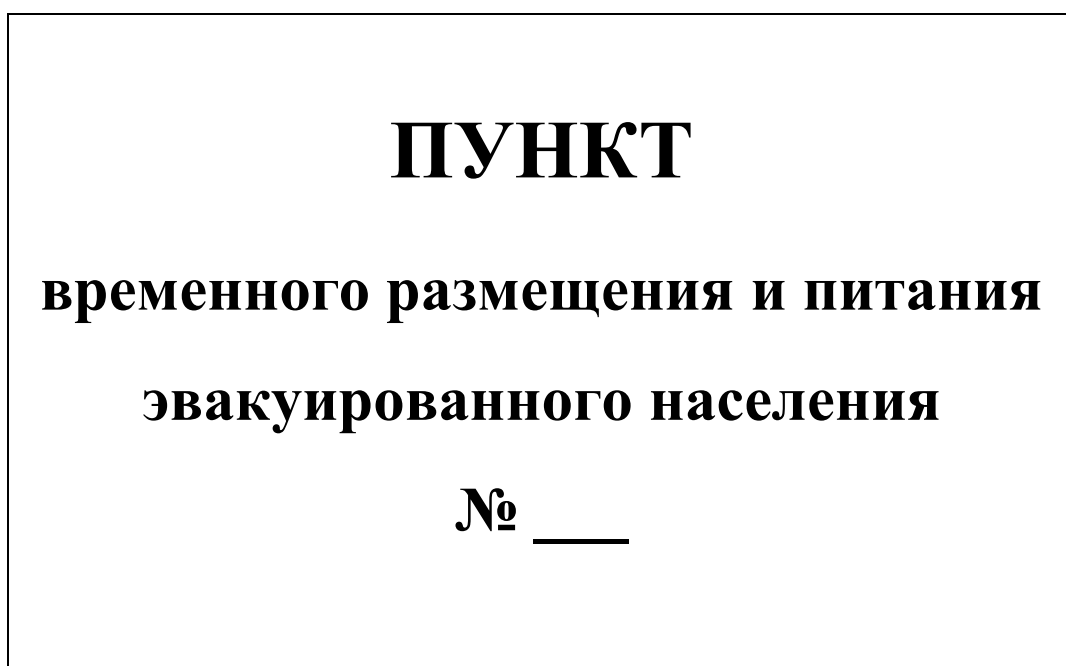 ПУНКТ
временного размещения и питания
эвакуированного населения
№ ___